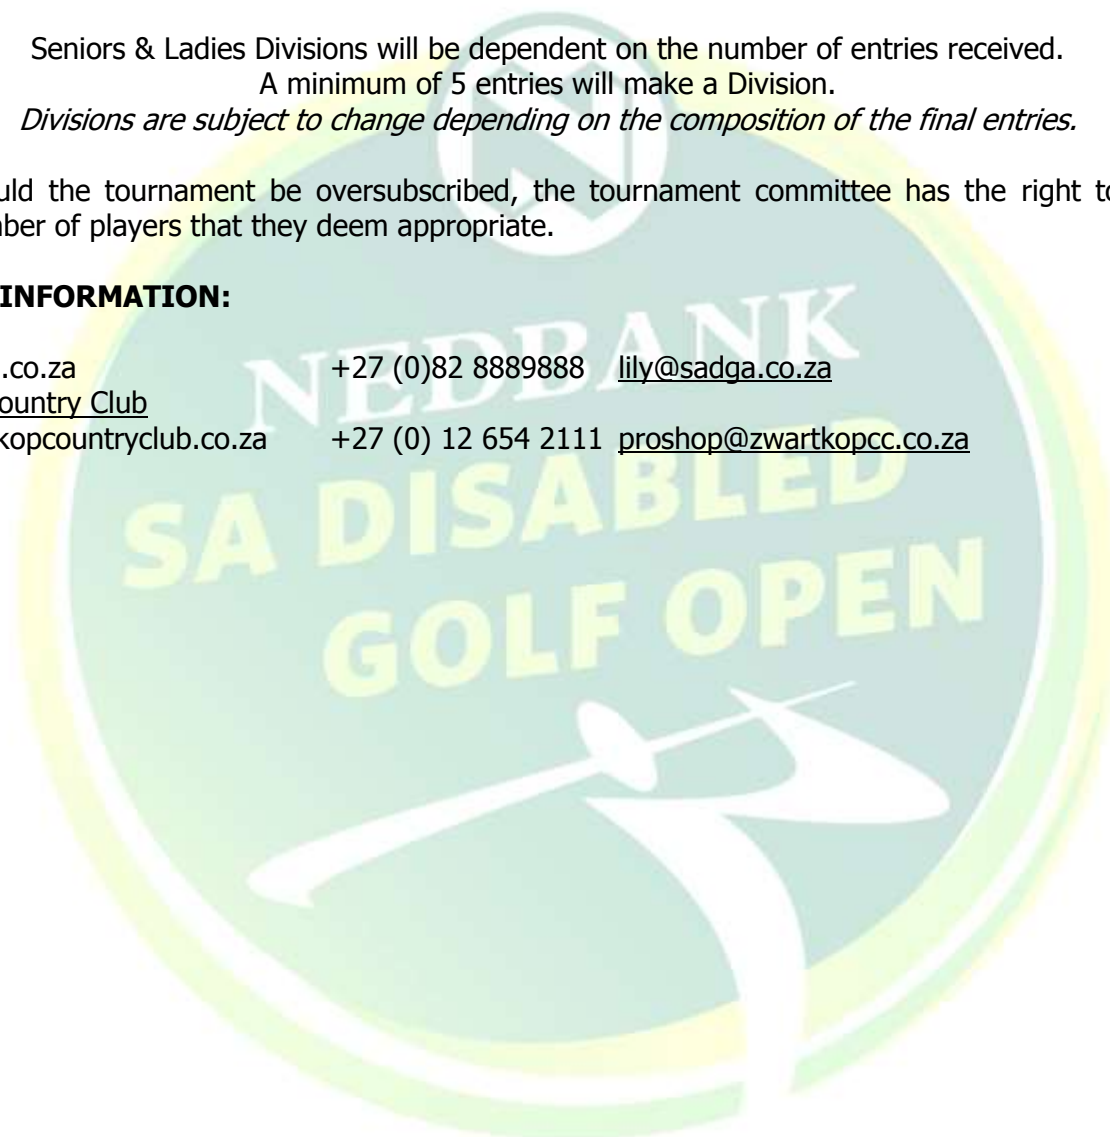 Seniors & Ladies Divisions will be dependent on the number of entries received.
A minimum of 5 entries will make a Division.
Divisions are subject to change depending on the composition of the final entries.
uld the tournament be oversubscribed, the tournament committee has the right to
ber of players that they deem appropriate.
INFORMATION:
.co.za +27 (0)82 8889888 lily@sadga.co.za
ountry Club
kopcountryclub.co.za +27 (0) 12 654 2111 proshop@zwartkopcc.co.za
NEDBANK
SA DISABLED
GOLF OPEN